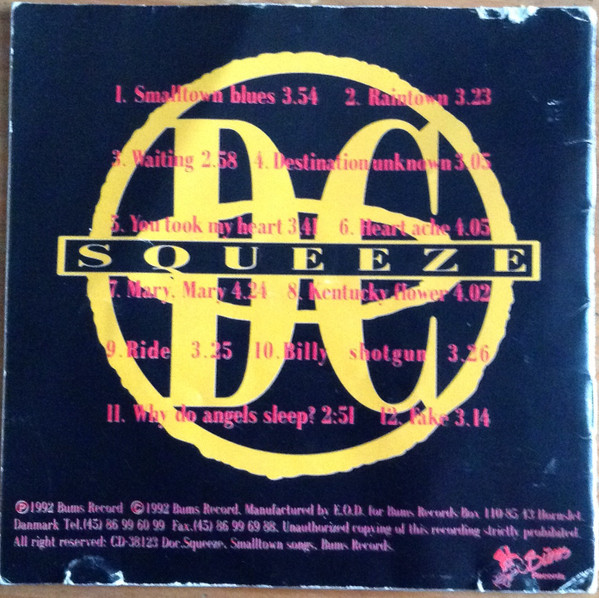 1. Smalltown blues 3.54 2. Raintown 3.23
3. Waiting 2.58 4. Destination unknown 3.05
5. You took my heart 3.41 6. Heart ache 4.05
DC
SQUEEZE
7. Mary, Mary 4.24 8. Kentucky flower 4.02
9. Ride 3.25 10. Billy shotgun 3.26
11. Why do angels sleep? 2:51 12. Take 3.14
Ⓟ1992 Bums Record ©1992 Bums Record. Manufactured by E.O.D. for Bums Records Box 110-85 43 Hornslet
Danmark Tel.(45) 86 99 60 99 Fax.(45) 86 99 69 88. Unauthorized copying of this recording strictly prohibited.
All right reserved: CD-38123 Doc Squeeze, Smalltown songs, Bums Records.
Bums
Records